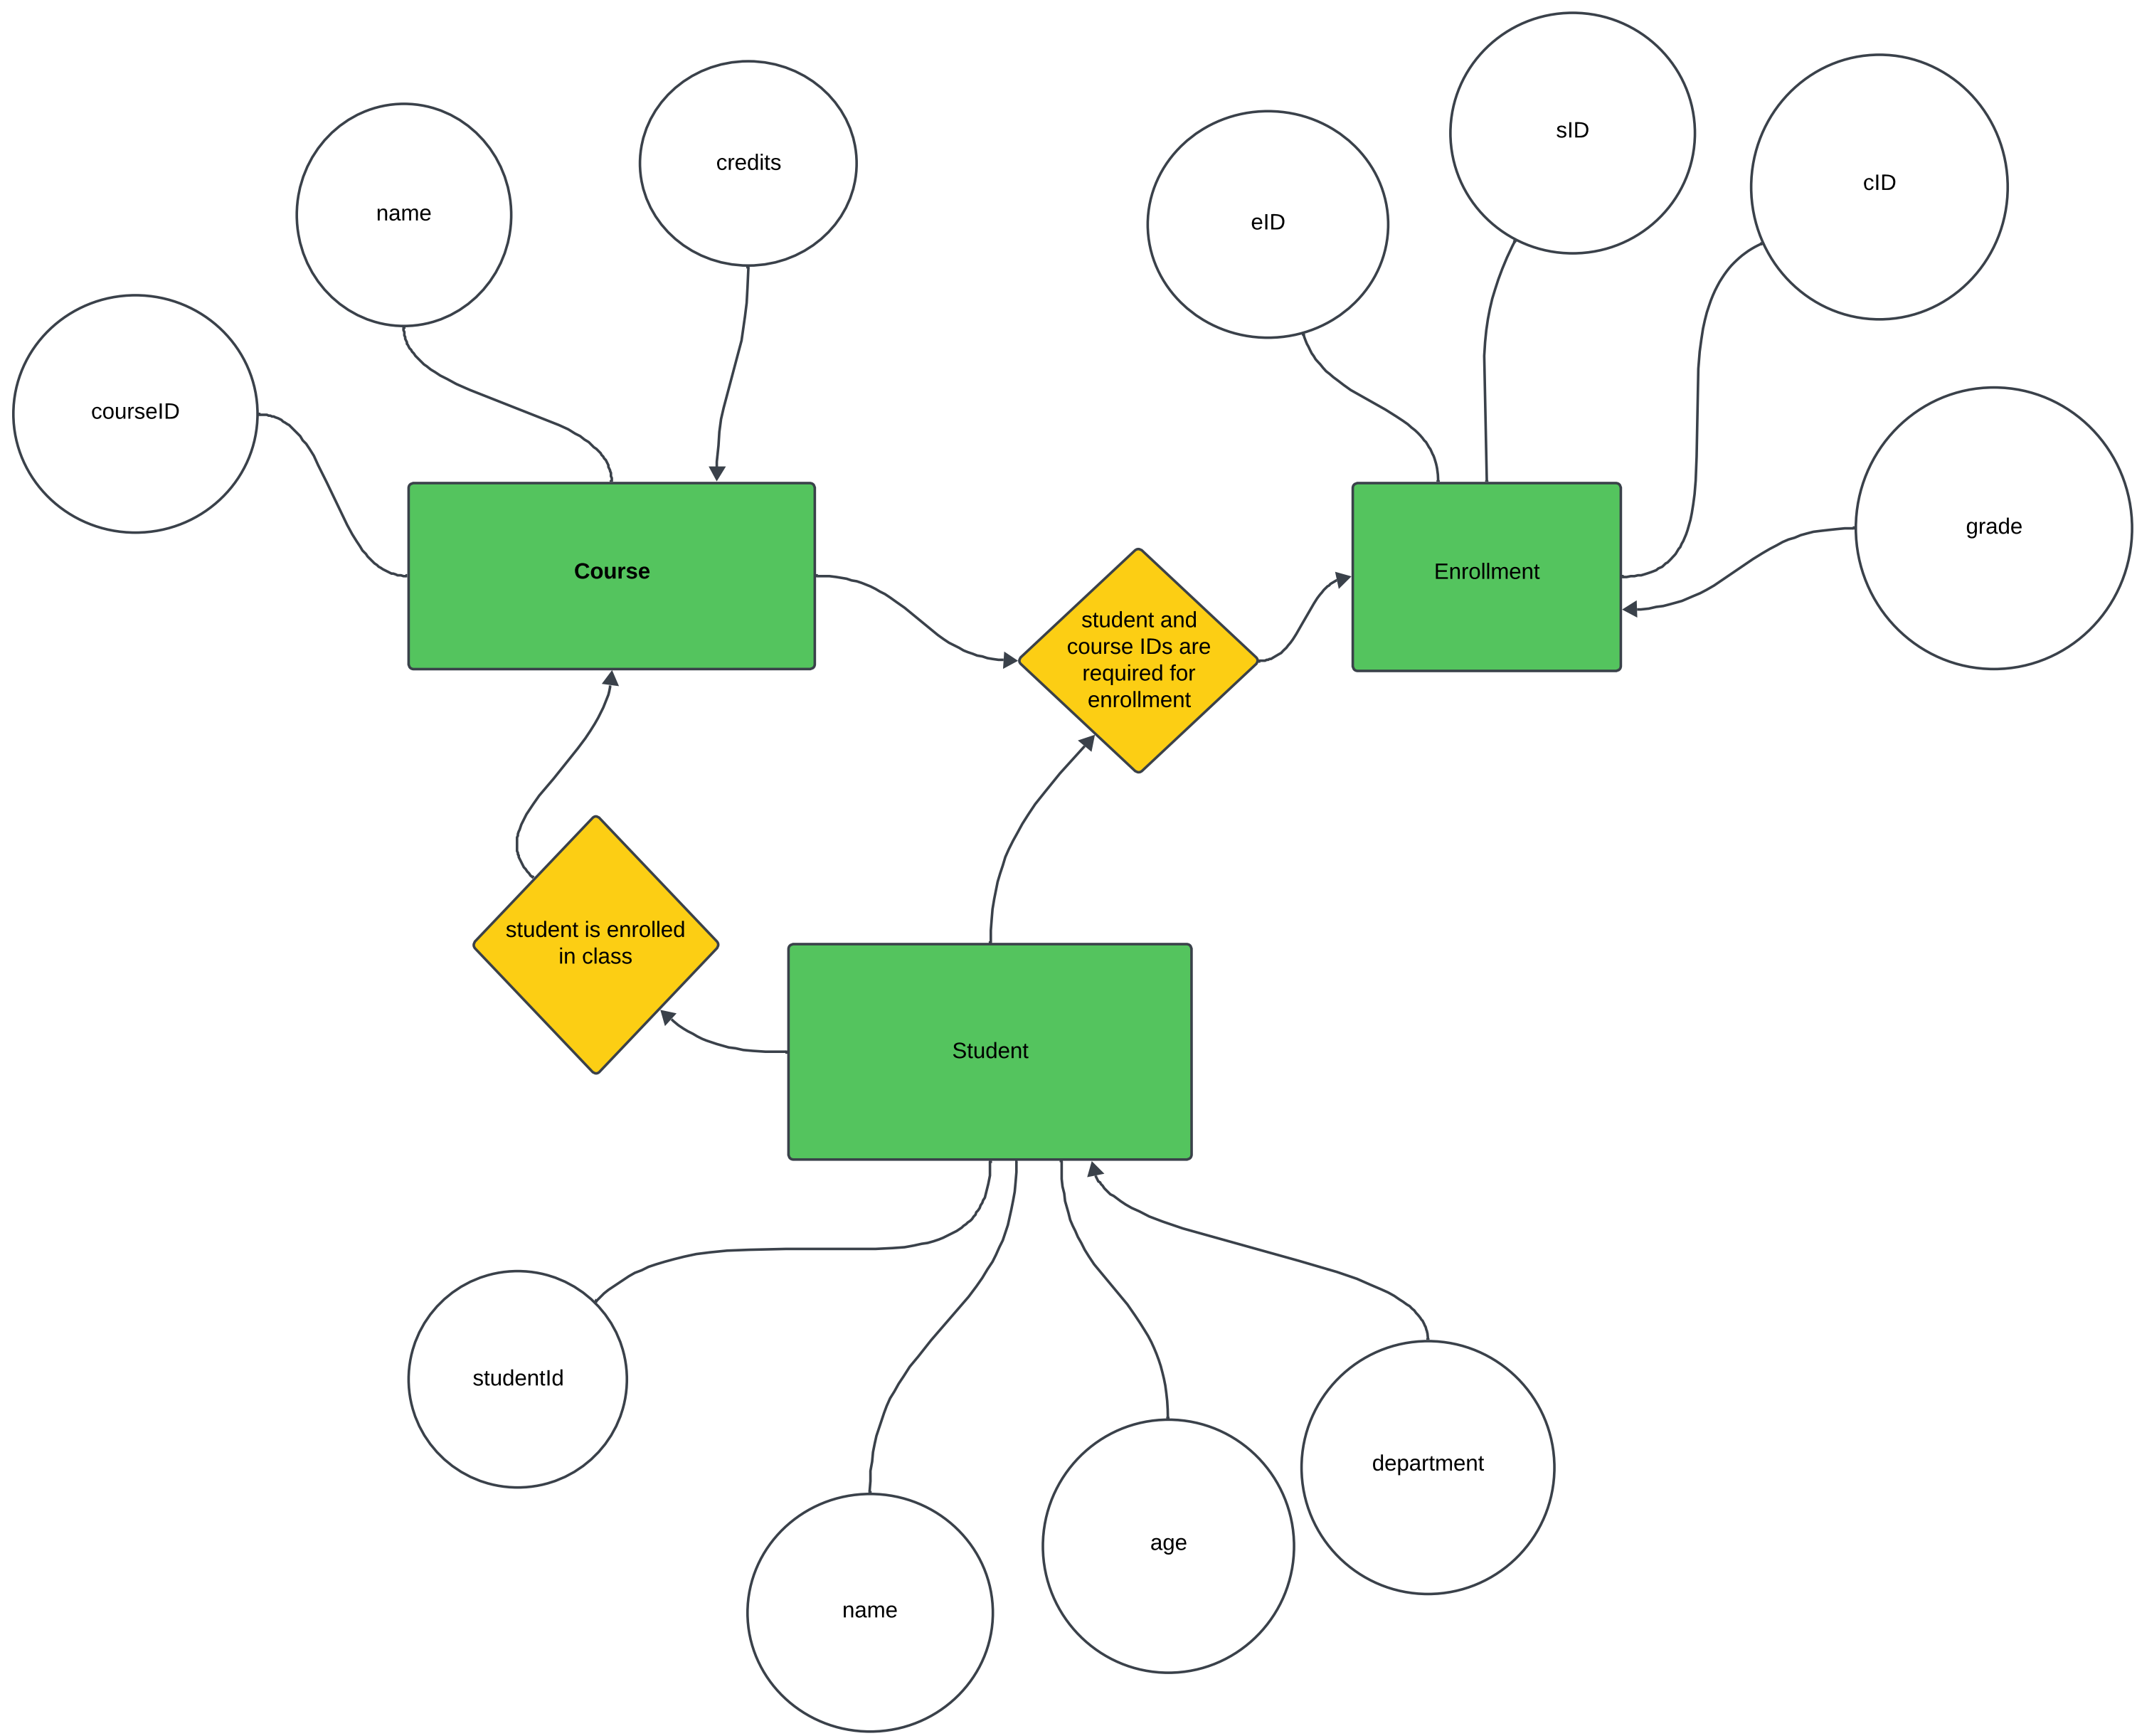 sID
credits
cID
name
eID
courseID
grade
Course
Enrollment
student and
course IDs are
required for
enrollment
student is enrolled
in class
Student
studentId
department
age
name